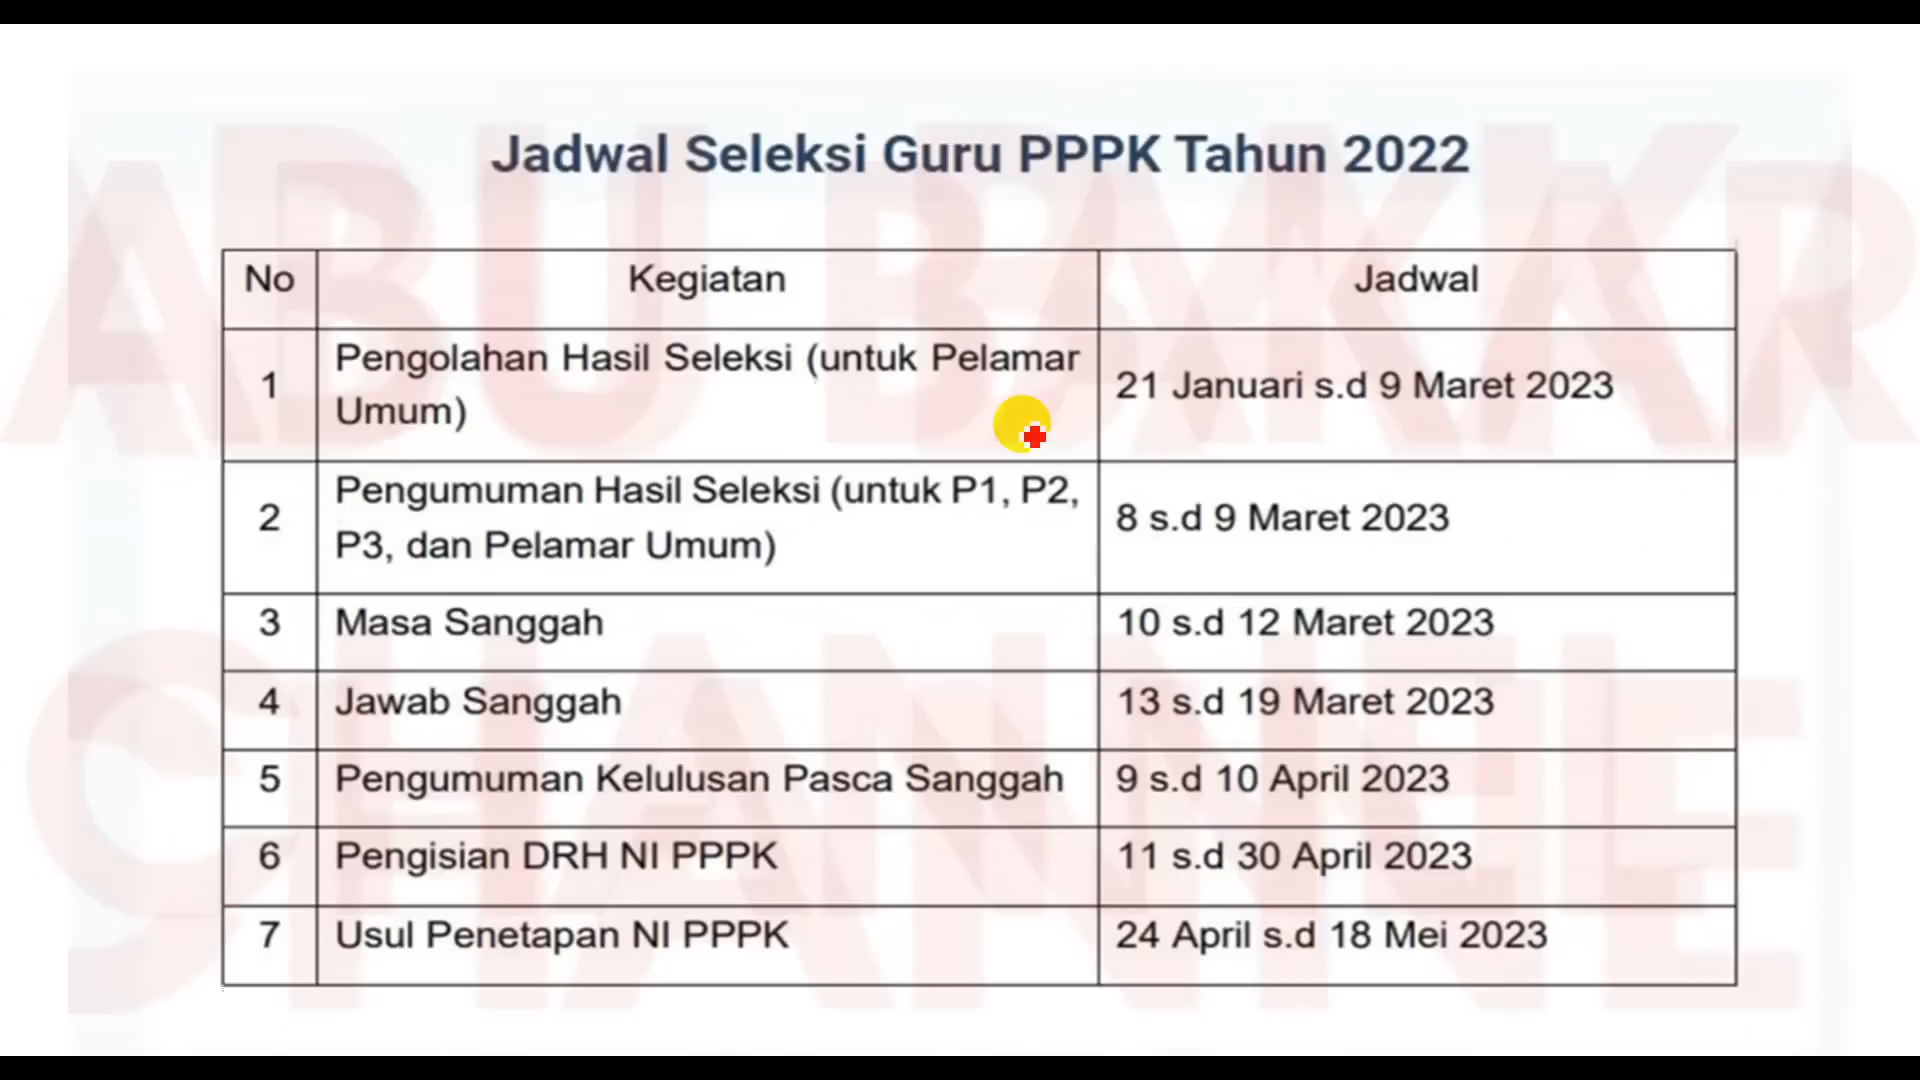 Jadwal Seleksi Guru PPPK Tahun 2022
No Kegiatan Jadwal
1 Pengolahan Hasil Seleksi (untuk Pelamar Umum) 21 Januari s.d 9 Maret 2023
2 Pengumuman Hasil Seleksi (untuk P1, P2, P3, dan Pelamar Umum) 8 s.d 9 Maret 2023
3 Masa Sanggah 10 s.d 12 Maret 2023
4 Jawab Sanggah 13 s.d 19 Maret 2023
5 Pengumuman Kelulusan Pasca Sanggah 9 s.d 10 April 2023
6 Pengisian DRH NI PPPK 11 s.d 30 April 2023
7 Usul Penetapan NI PPPK 24 April s.d 18 Mei 2023
ABU BAKAR
CHANNEL